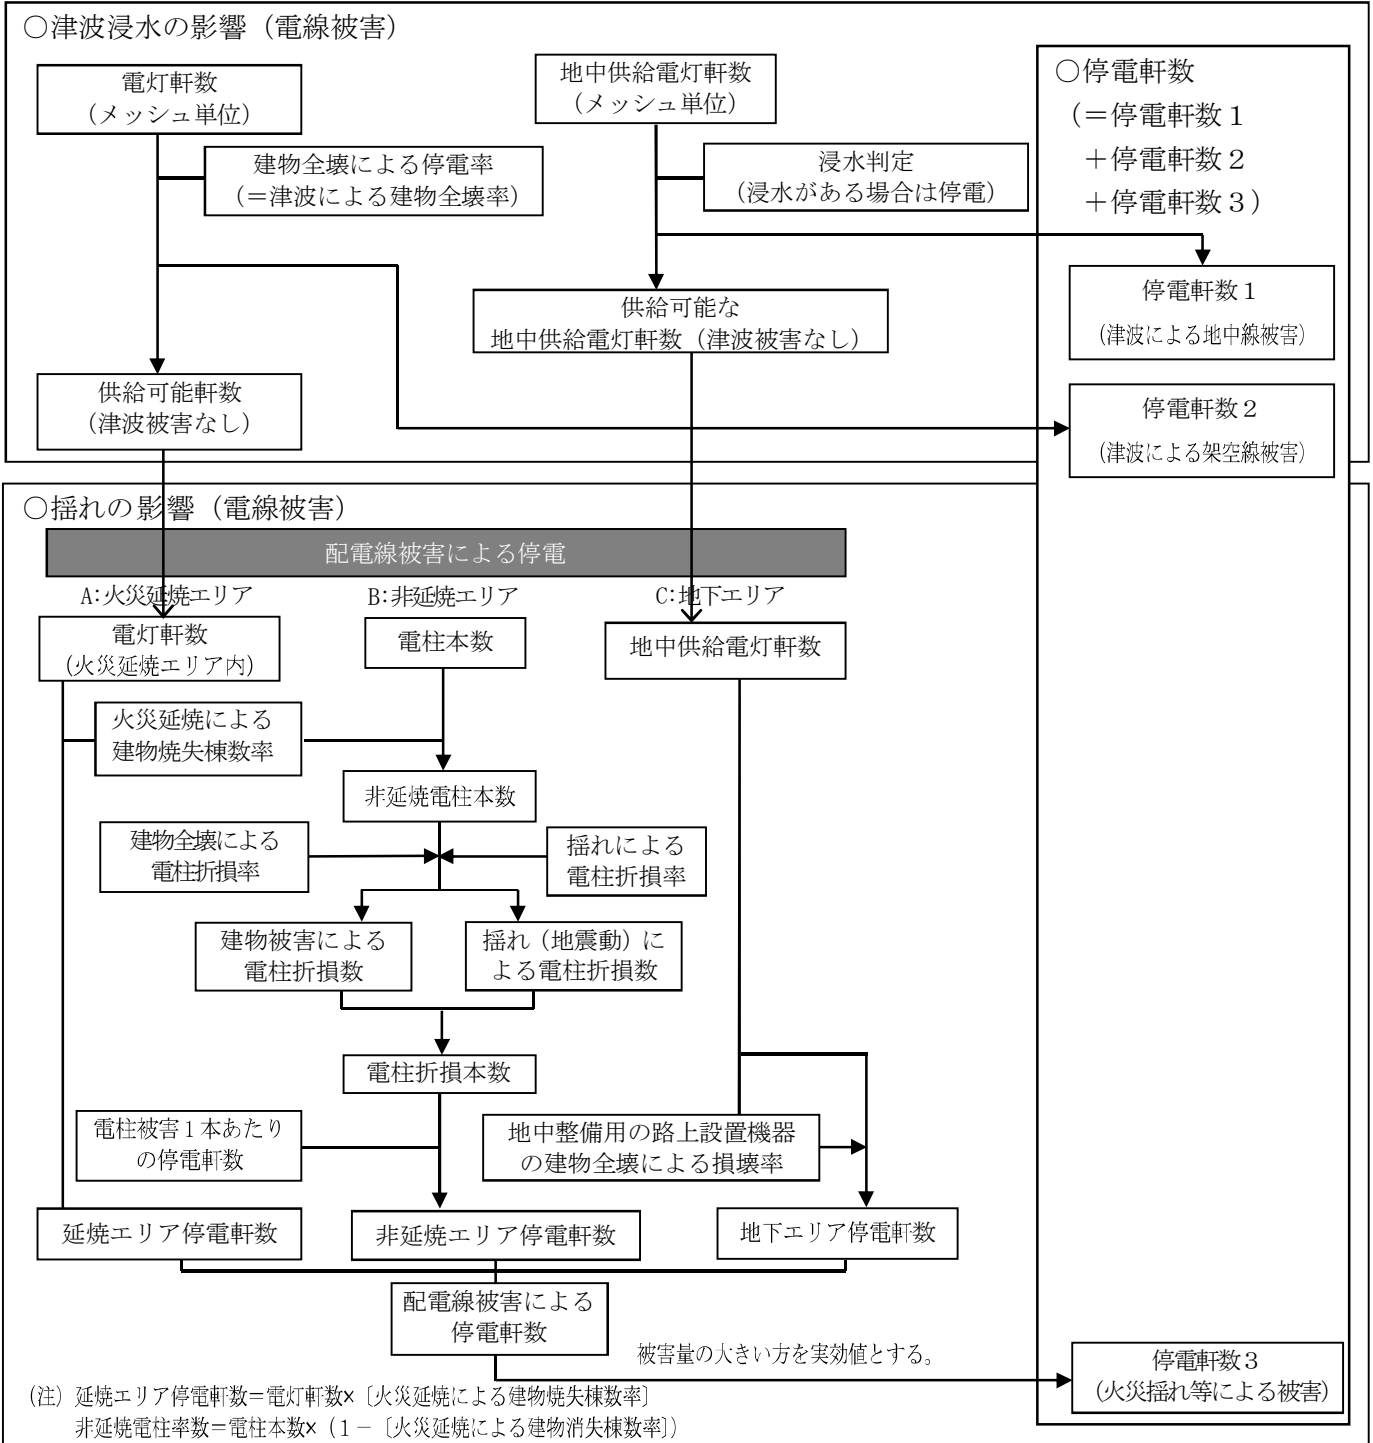 ○津波浸水の影響（電線被害）
電灯軒数
（メッシュ単位）
地中供給電灯軒数
（メッシュ単位）
建物全壊による停電率
（＝津波による建物全壊率）
浸水判定
（浸水がある場合は停電）
○停電軒数
（＝停電軒数１
＋停電軒数２
＋停電軒数３）
供給可能な
地中供給電灯軒数（津波被害なし）
停電軒数１
（津波による地中線被害）
供給可能軒数
（津波被害なし）
停電軒数２
（津波による架空線被害）
○揺れの影響（電線被害）
配電線被害による停電
A:火災延焼エリア
B:非延焼エリア
C:地下エリア
電灯軒数
（火災延焼エリア内）
電柱本数
地中供給電灯軒数
火災延焼による
建物焼失棟数率
非延焼電柱本数
建物全壊による
電柱折損率
揺れによる
電柱折損率
建物被害による
電柱折損数
揺れ（地震動）に
よる電柱折損数
電柱折損本数
電柱被害１本あたり
の停電軒数
地中整備用の路上設置機器
の建物全壊による損壊率
延焼エリア停電軒数
非延焼エリア停電軒数
地下エリア停電軒数
配電線被害による
停電軒数
被害量の大きい方を実効値とする。
停電軒数３
（火災揺れ等による被害）
（注）延焼エリア停電軒数＝電灯軒数×〔火災延焼による建物焼失棟数率〕
非延焼電柱率数＝電柱本数×（１－〔火災延焼による建物消失棟数率〕）